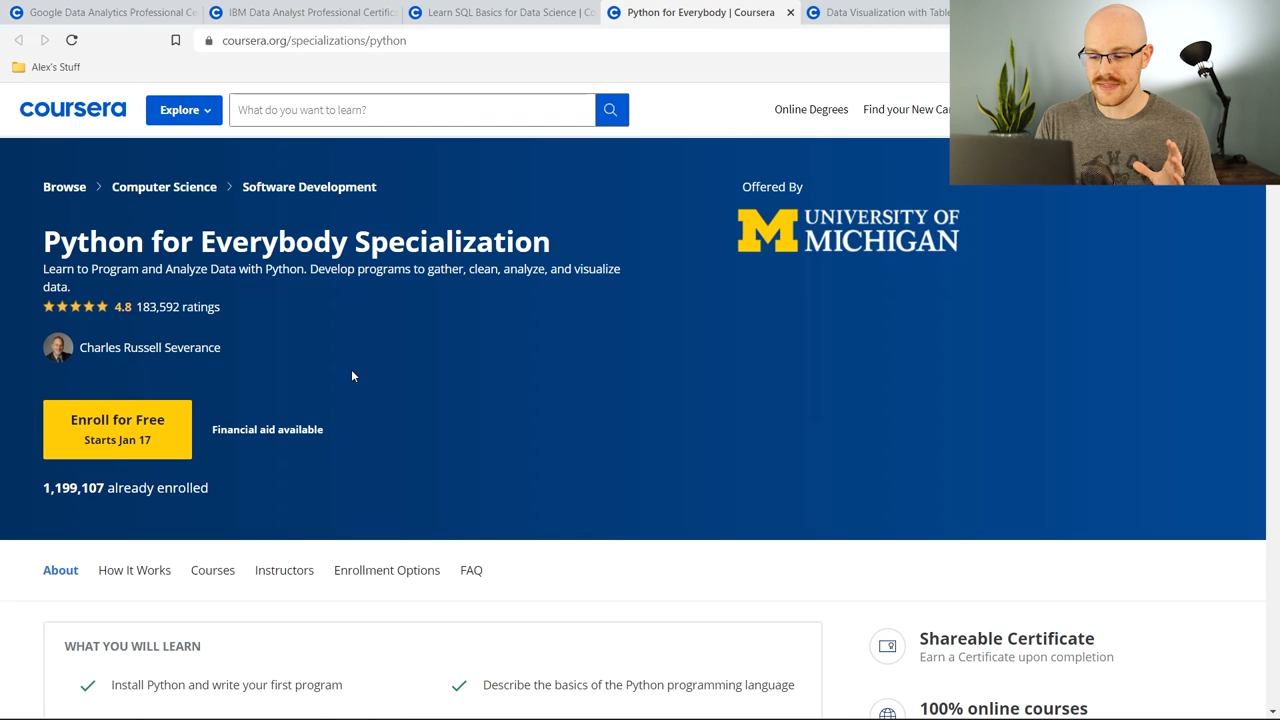 Google Data Analytics Professional Ce
IBM Data Analyst Professional Certific
Learn SQL Basics for Data Science | Co
Python for Everybody | Coursera
Data Visualization with Table
coursera.org/specializations/python
Alex's Stuff
coursera
Explore
What do you want to learn?
Online Degrees
Find your New Car
Browse > Computer Science > Software Development
Offered By
UNIVERSITY OF
MICHIGAN
Python for Everybody Specialization
Learn to Program and Analyze Data with Python. Develop programs to gather, clean, analyze, and visualize
data.
4.8 183,592 ratings
Charles Russell Severance
Enroll for Free
Starts Jan 17
Financial aid available
1,199,107 already enrolled
About
How It Works
Courses
Instructors
Enrollment Options
FAQ
WHAT YOU WILL LEARN
Install Python and write your first program
Describe the basics of the Python programming language
Shareable Certificate
Earn a Certificate upon completion
100% online courses